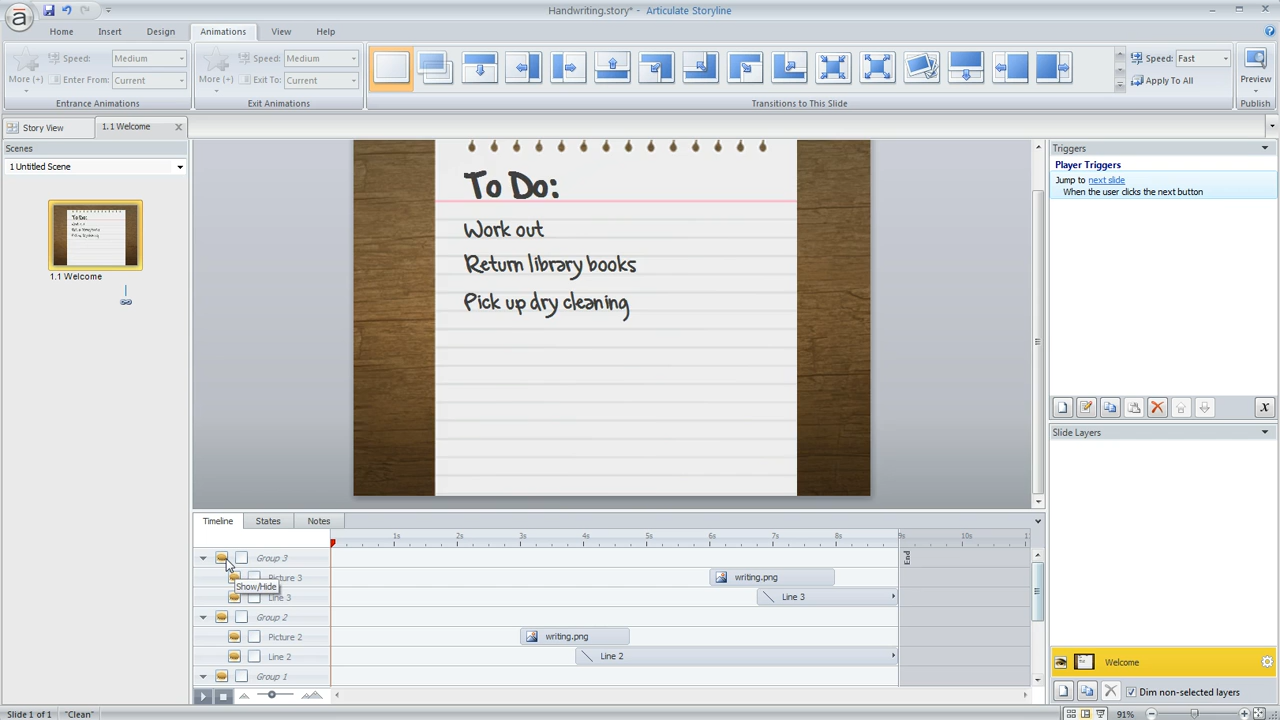 Handwriting.story* - Articulate Storyline
Home Insert Design Animations View Help
More (+) Speed: Medium Enter From: Current
Entrance Animations
More (+) Speed: Medium Exit To: Current
Exit Animations
Transitions to This Slide
Speed: Fast
Apply To All
Preview
Publish
Story View 1.1 Welcome
Scenes
1 Untitled Scene
To Do:
Work out
Return library books
Pick up dry cleaning
1.1 Welcome
Triggers
Player Triggers
Jump to next slide
When the user clicks the next button
x
Slide Layers
Welcome
Dim non-selected layers
Timeline States Notes
1s 2s 3s 4s 5s 6s 7s 8s 9s 10s 11
End
Group 3
Show/Hide
Picture 3 writing.png
Line 3 Line 3
Group 2
Picture 2 writing.png
Line 2 Line 2
Group 1
Slide 1 of 1 "Clean" 91%